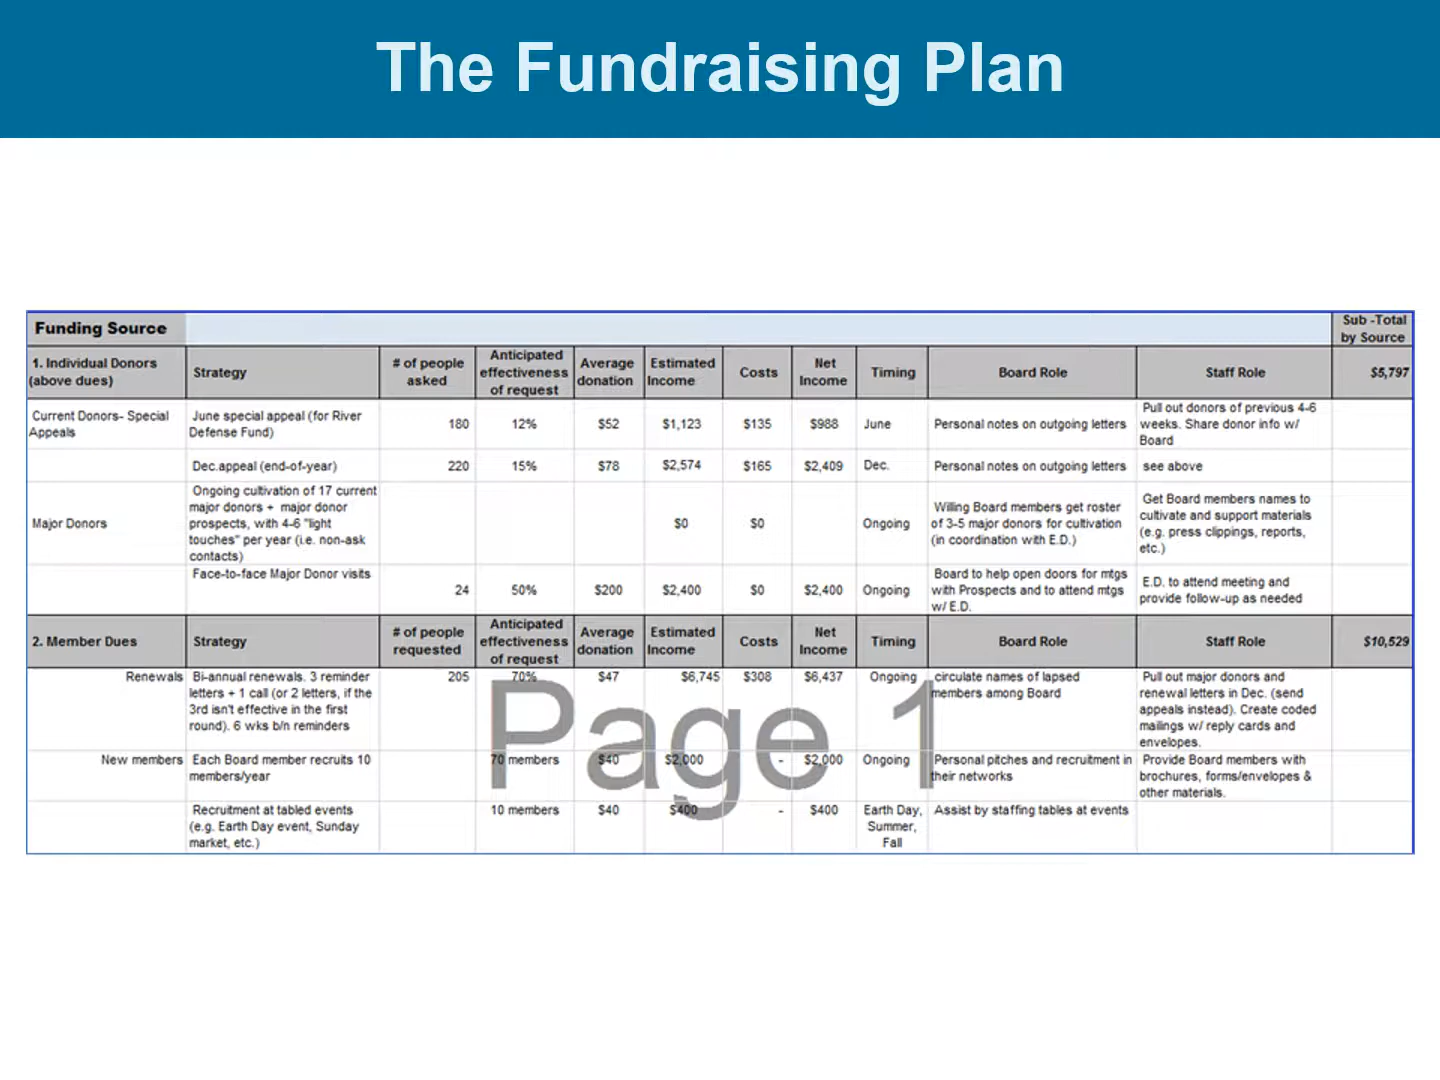 The Fundraising Plan
Funding Source
Sub -Total
by Source
1. Individual Donors
(above dues)
Strategy
# of people
asked
Anticipated
effectiveness
of request
Average
donation
Estimated
Income
Costs
Net
Income
Timing
Board Role
Staff Role
$5,797
Current Donors- Special
Appeals
June special appeal (for River
Defense Fund)
180
12%
$52
$1,123
$135
$988
June
Personal notes on outgoing letters
Pull out donors of previous 4-6
weeks. Share donor info w/
Board
Dec.appeal (end-of-year)
220
15%
$78
$2,574
$165
$2,409
Dec.
Personal notes on outgoing letters
see above
Major Donors
Ongoing cultivation of 17 current
major donors + major donor
prospects, with 4-6 "light
touches" per year (i.e. non-ask
contacts)
$0
$0
Ongoing
Willing Board members get roster
of 3-5 major donors for cultivation
(in coordination with E.D.)
Get Board members names to
cultivate and support materials
(e.g. press clippings, reports,
etc.)
Face-to-face Major Donor visits
24
50%
$200
$2,400
$0
$2,400
Ongoing
Board to help open doors for mtgs
with Prospects and to attend mtgs
w/ E.D.
E.D. to attend meeting and
provide follow-up as needed
2. Member Dues
Strategy
# of people
requested
Anticipated
effectiveness
of request
Average
donation
Estimated
Income
Costs
Net
Income
Timing
Board Role
Staff Role
$10,529
Renewals
Bi-annual renewals. 3 reminder
letters + 1 call (or 2 letters, if the
3rd isn't effective in the first
round). 6 wks b/n reminders
205
70%
$47
$6,745
$308
$6,437
Ongoing
circulate names of lapsed
members among Board
Pull out major donors and
renewal letters in Dec. (send
appeals instead). Create coded
mailings w/ reply cards and
envelopes.
Page 1
New members
Each Board member recruits 10
members/year
70 members
$40
$2,000
-
$2,000
Ongoing
Personal pitches and recruitment in
their networks
Provide Board members with
brochures, forms/envelopes &
other materials.
Recruitment at tabled events
(e.g. Earth Day event, Sunday
market, etc.)
10 members
$40
$400
-
$400
Earth Day,
Summer,
Fall
Assist by staffing tables at events